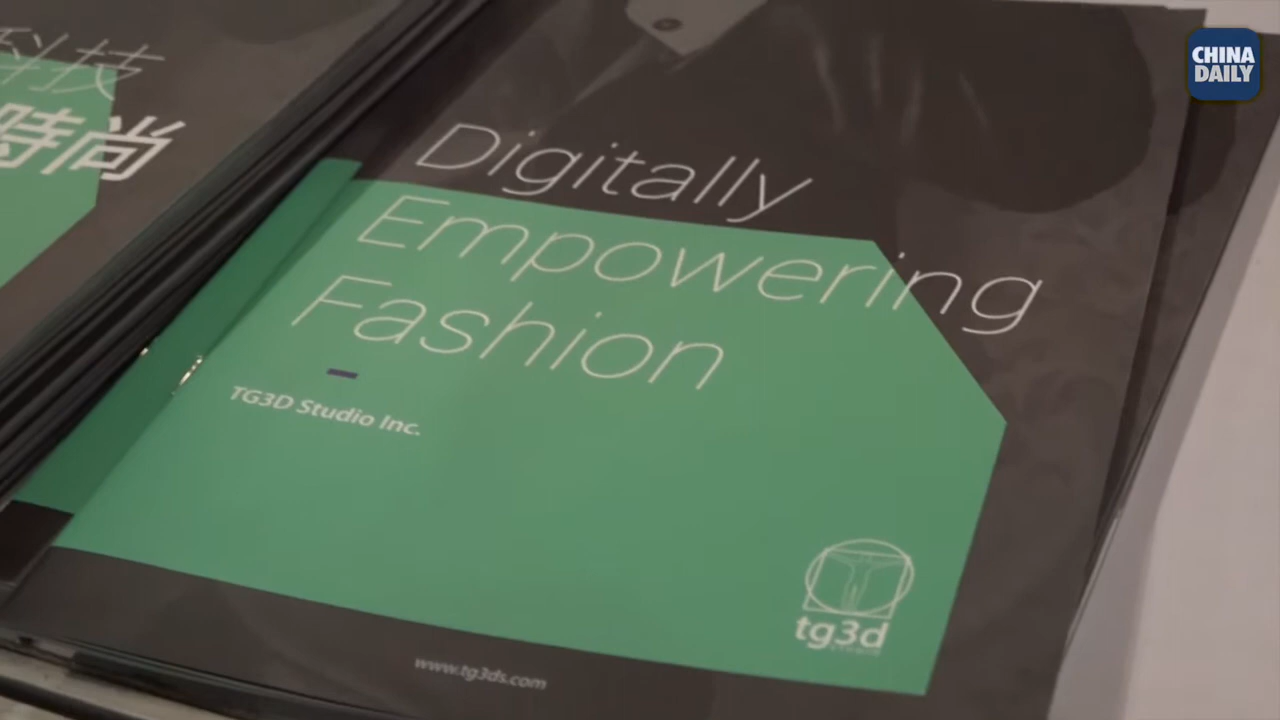 科技
時尚
Digitally
Empowering
Fashion
TG3D Studio Inc.
tg3d
www.tg3ds.com
CHINA
DAILY